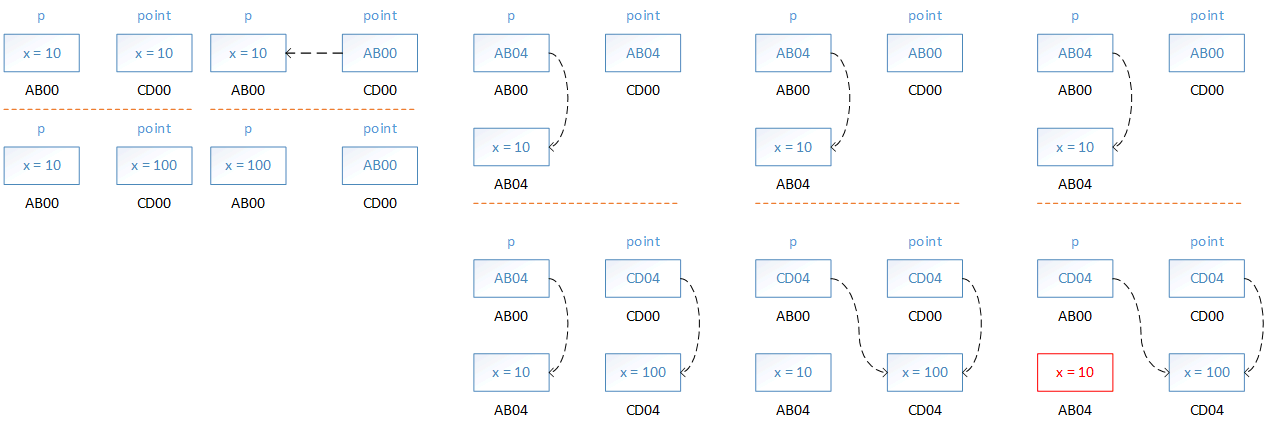 p point p point p point p point p point
x = 10 x = 10 x = 10 AB00 AB04 AB04 AB04 AB00 AB04 AB00
AB00 CD00 AB00 CD00 AB00 CD00 AB00 CD00 AB00 CD00
p point p point
x = 10 x = 10 x = 10
x = 10 x = 100 x = 100 AB00
AB04 AB04 AB04
AB00 CD00 AB00 CD00
p point p point p point
AB04 CD04 CD04 CD04 CD04 CD04
AB00 CD00 AB00 CD00 AB00 CD00
x = 10 x = 100 x = 10 x = 100 x = 10 x = 100
AB04 CD04 AB04 CD04 AB04 CD04